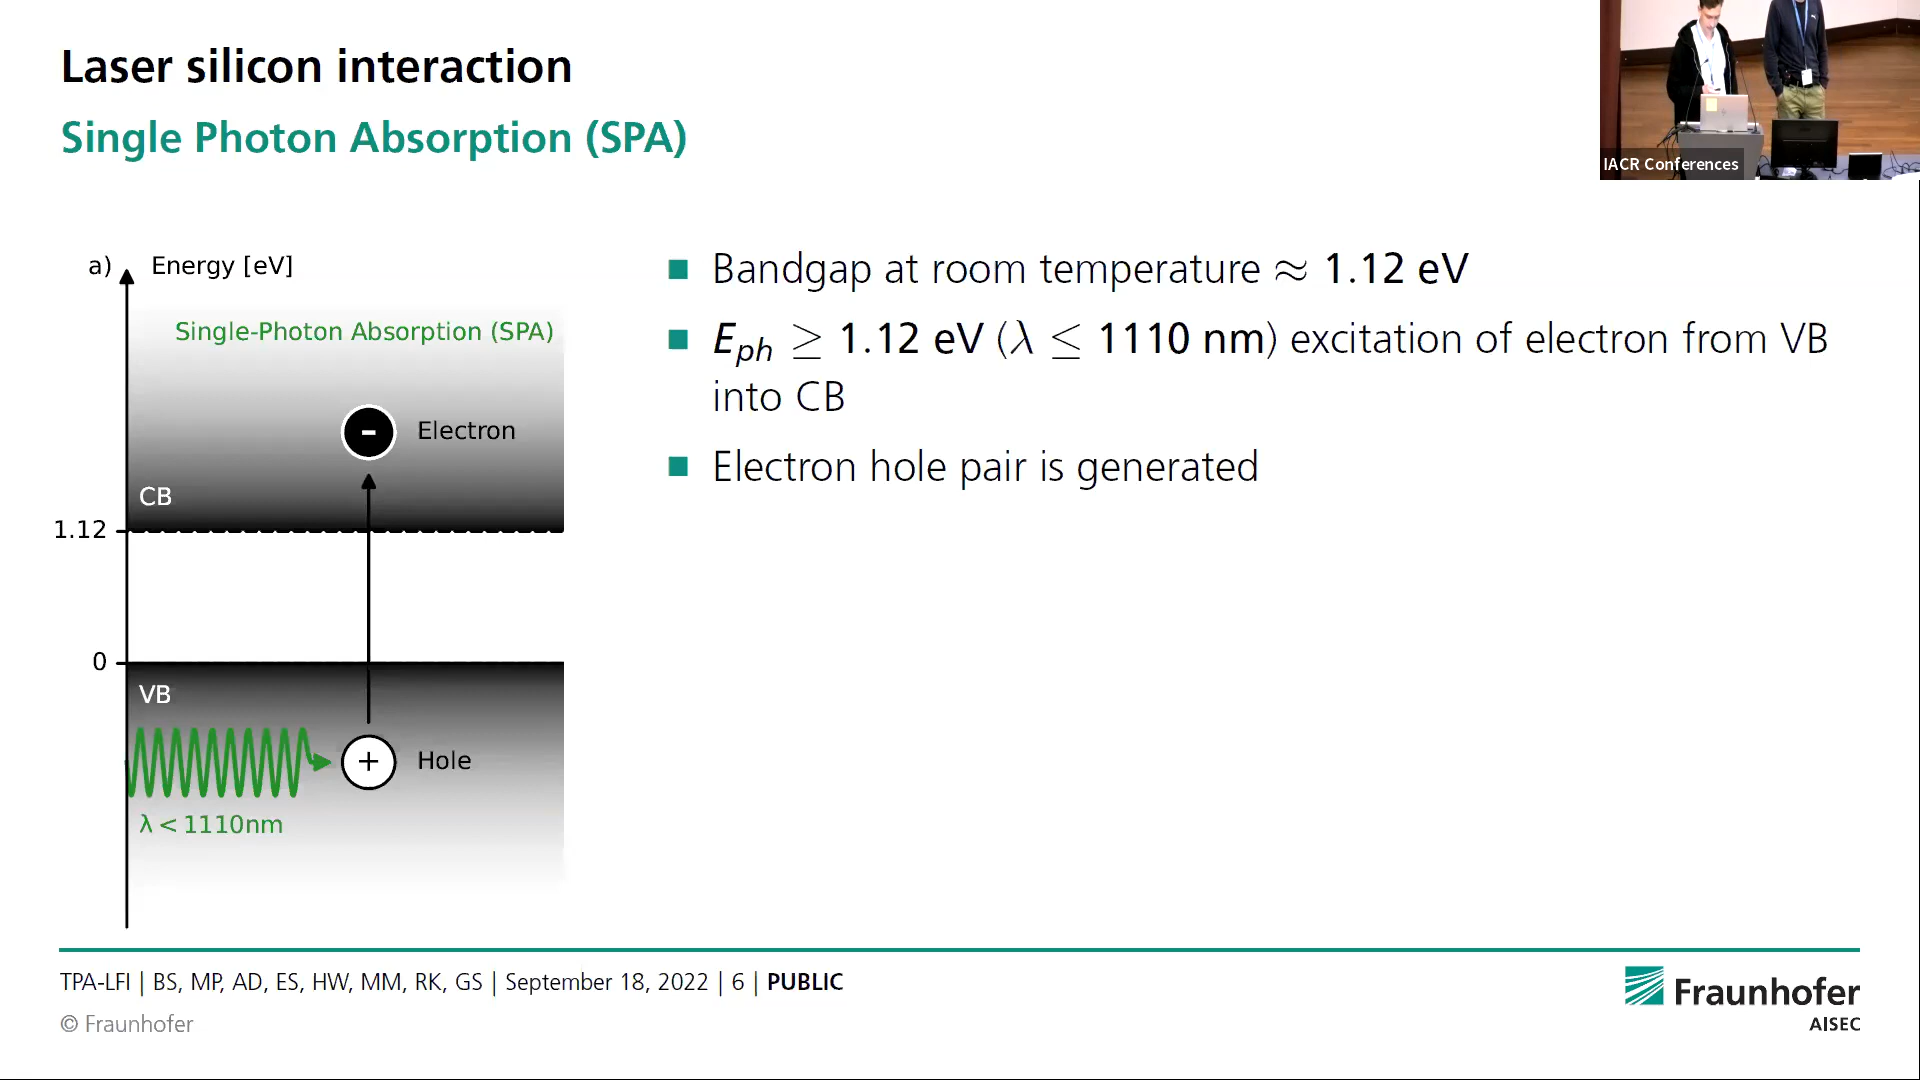 Laser silicon interaction
Single Photon Absorption (SPA)
IACR Conferences
a) Energy [eV]
Single-Photon Absorption (SPA)
- Electron
CB
1.12
0
VB
+ Hole
λ < 1110nm
Bandgap at room temperature ≈ 1.12 eV
E_ph ≥ 1.12 eV (λ ≤ 1110 nm) excitation of electron from VB
into CB
Electron hole pair is generated
TPA-LFI | BS, MP, AD, ES, HW, MM, RK, GS | September 18, 2022 | 6 | PUBLIC
© Fraunhofer
Fraunhofer
AISEC